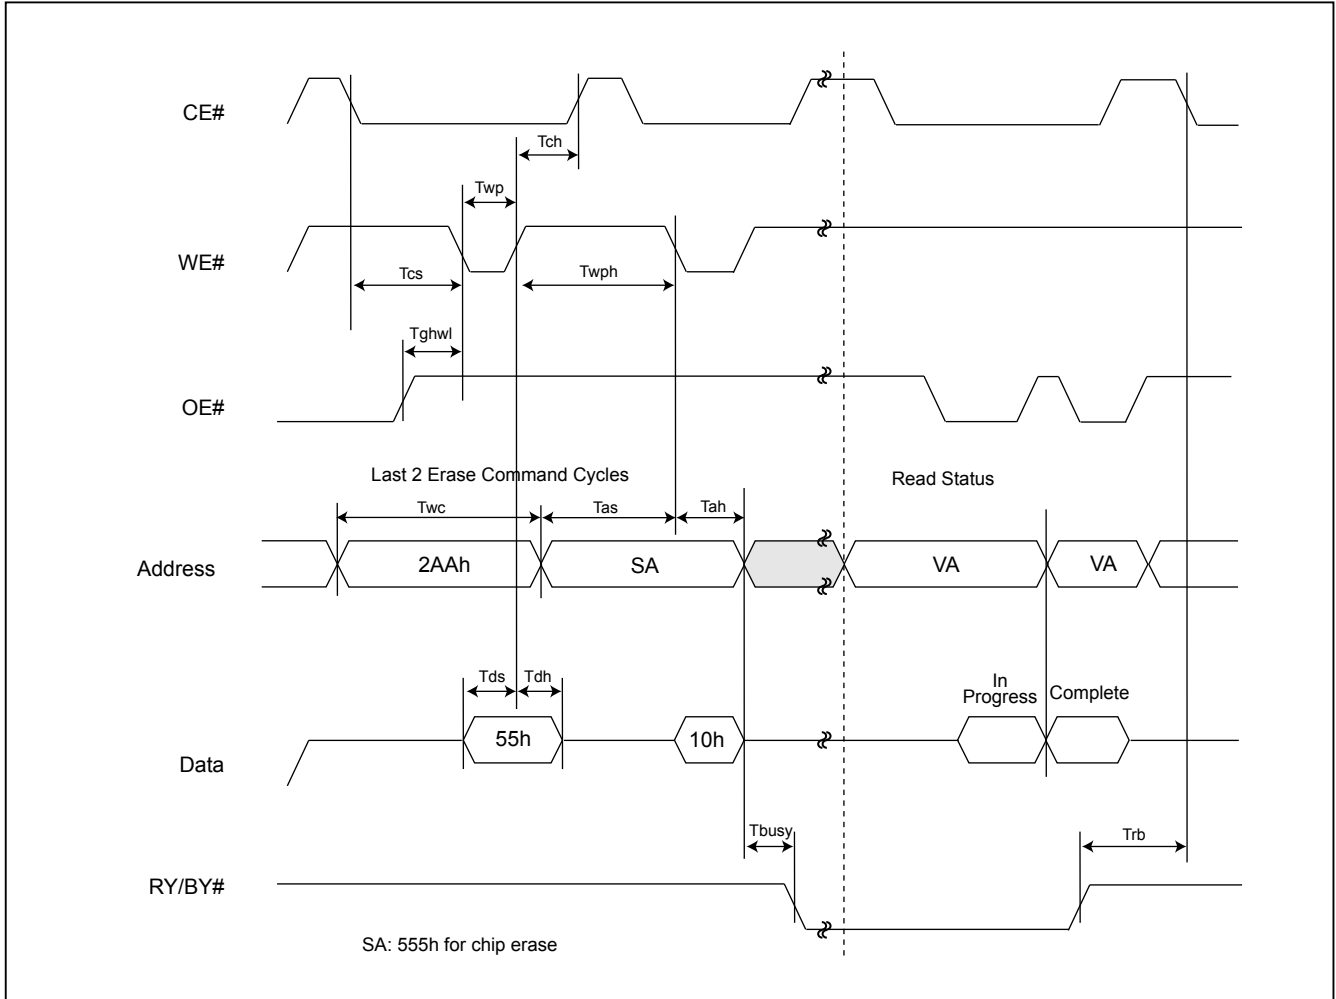 CE#
Tch
Twp
WE#
Tcs
Twph
Tghwl
OE#
Last 2 Erase Command Cycles
Read Status
Twc
Tas
Tah
Address
2AAh
SA
VA
VA
Tds
Tdh
In
Progress
Complete
55h
10h
Data
Tbusy
Trb
RY/BY#
SA: 555h for chip erase